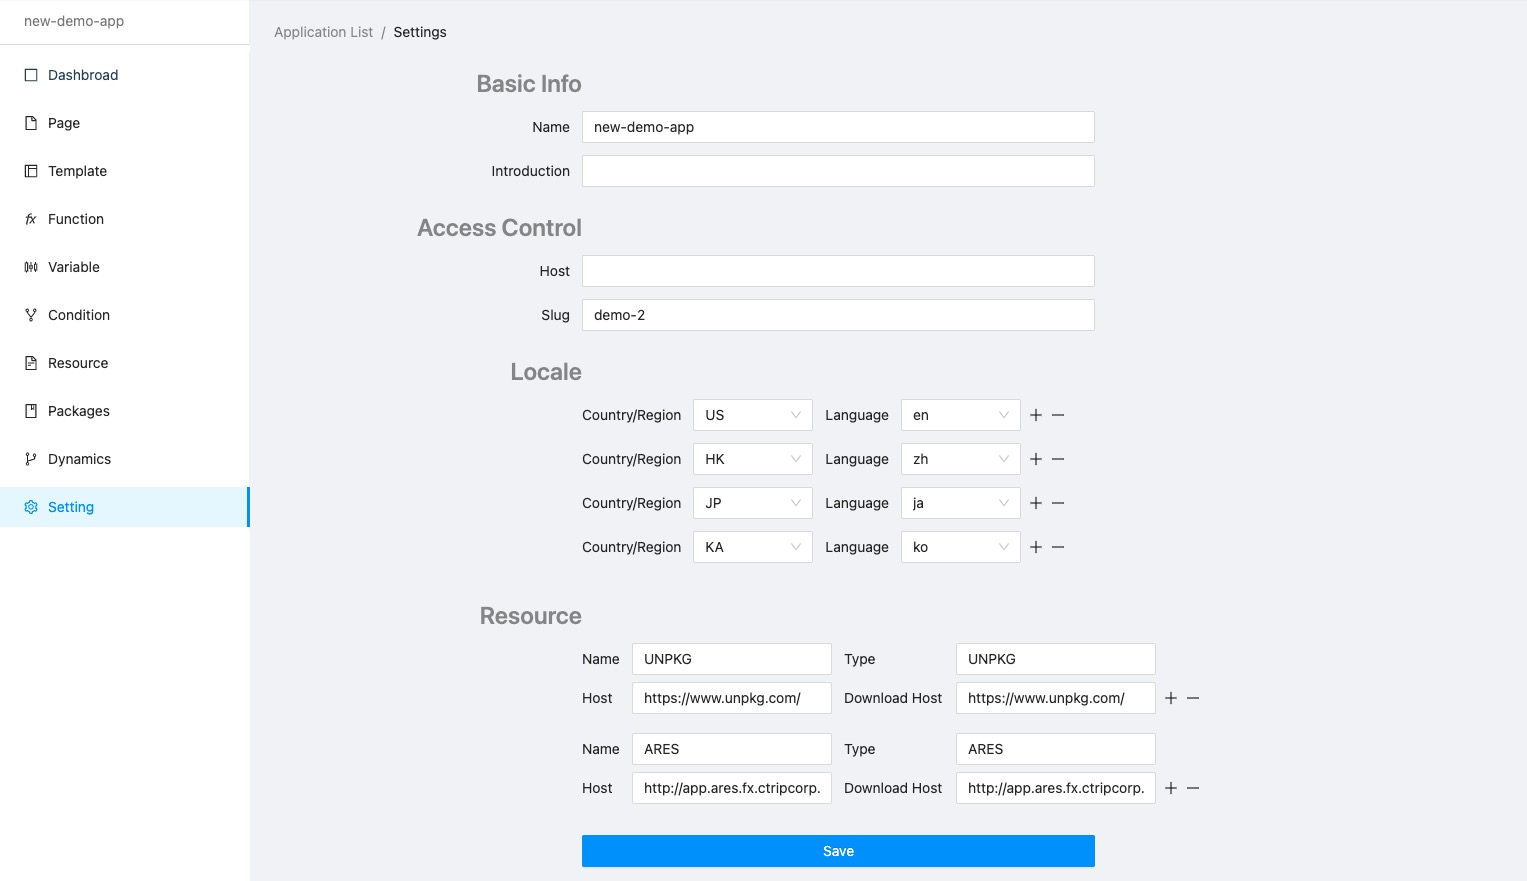 new-demo-app
Dashbroad
Page
Template
Function
Variable
Condition
Resource
Packages
Dynamics
Setting
Application List / Settings
Basic Info
Name new-demo-app
Introduction
Access Control
Host
Slug demo-2
Locale
Country/Region US Language en
Country/Region HK Language zh
Country/Region JP Language ja
Country/Region KA Language ko
Resource
Name UNPKG Type UNPKG
Host https://www.unpkg.com/ Download Host https://www.unpkg.com/
Name ARES Type ARES
Host http://app.ares.fx.ctripcorp. Download Host http://app.ares.fx.ctripcorp.
Save